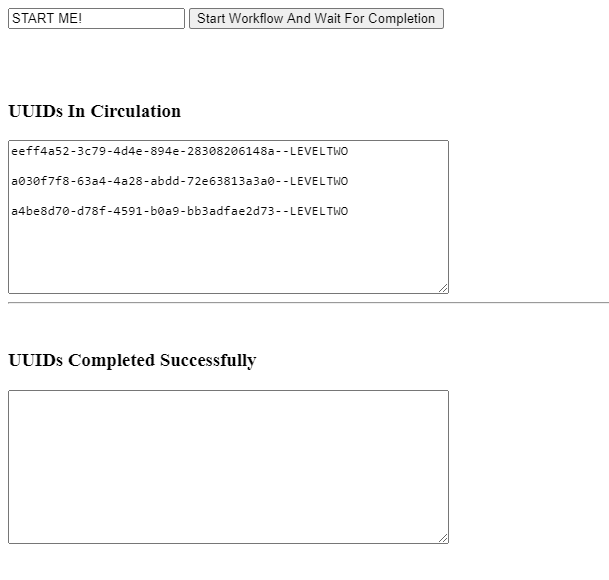 START ME! Start Workflow And Wait For Completion
UUIDs In Circulation
eeff4a52-3c79-4d4e-894e-28308206148a--LEVELTWO
a030f7f8-63a4-4a28-abdd-72e63813a3a0--LEVELTWO
a4be8d70-d78f-4591-b0a9-bb3adfae2d73--LEVELTWO
UUIDs Completed Successfully